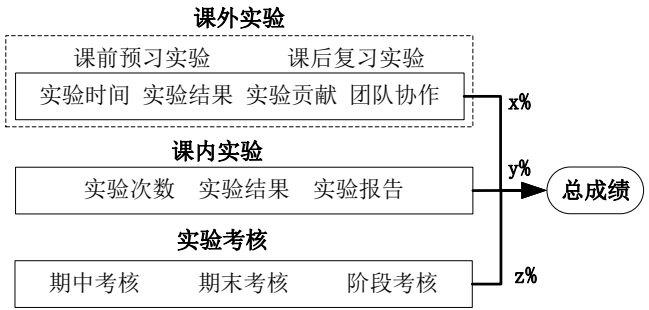 课外实验
课前预习实验 课后复习实验
实验时间 实验结果 实验贡献 团队协作
x%
课内实验
y%
实验次数 实验结果 实验报告
总成绩
实验考核
z%
期中考核 期末考核 阶段考核